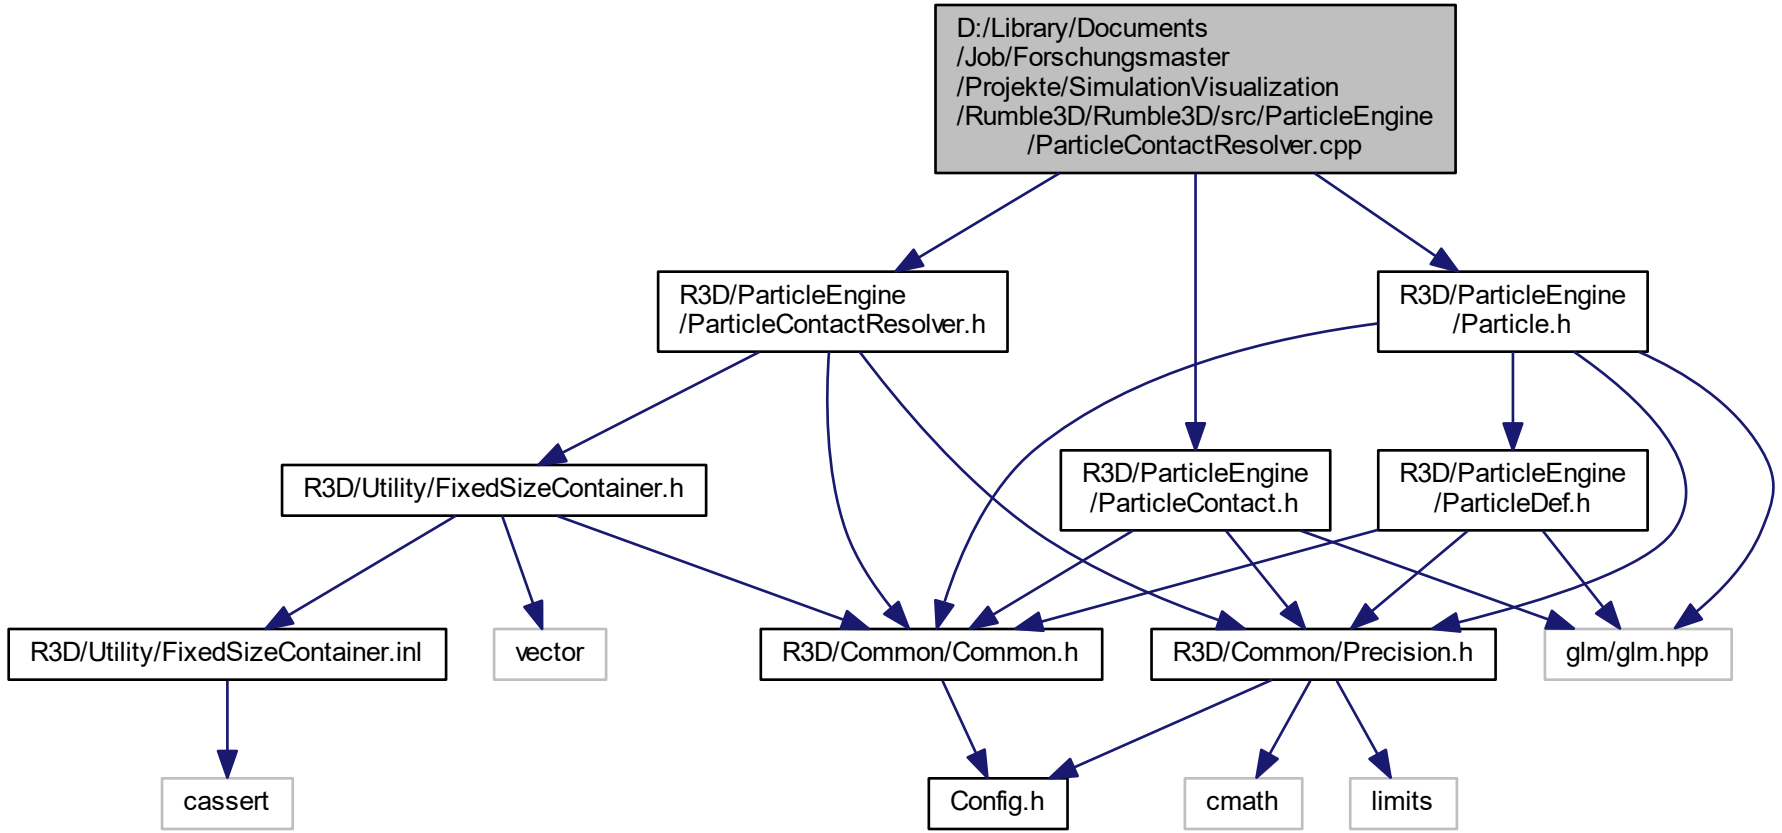 D:/Library/Documents
/Job/Forschungsmaster
/Projekte/SimulationVisualization
/Rumble3D/Rumble3D/src/ParticleEngine
/ParticleContactResolver.cpp
R3D/ParticleEngine
/ParticleContactResolver.h
R3D/ParticleEngine
/Particle.h
R3D/Utility/FixedSizeContainer.h
R3D/ParticleEngine
/ParticleContact.h
R3D/ParticleEngine
/ParticleDef.h
R3D/Utility/FixedSizeContainer.inl
vector
R3D/Common/Common.h
R3D/Common/Precision.h
glm/glm.hpp
cassert
Config.h
cmath
limits